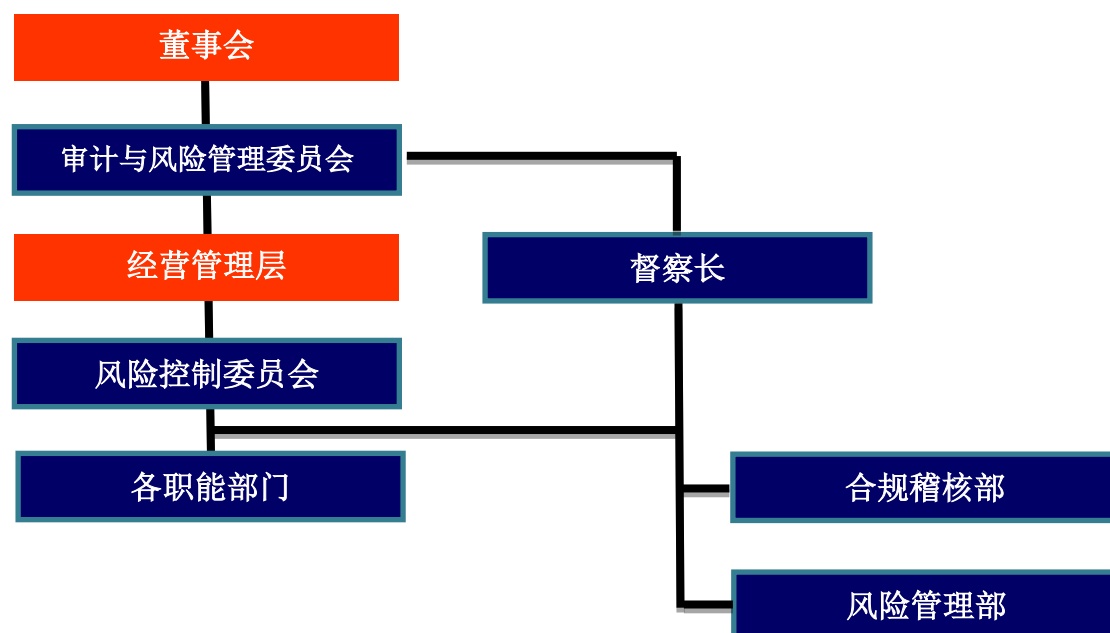 董事会
审计与风险管理委员会
经营管理层
督察长
风险控制委员会
各职能部门
合规稽核部
风险管理部